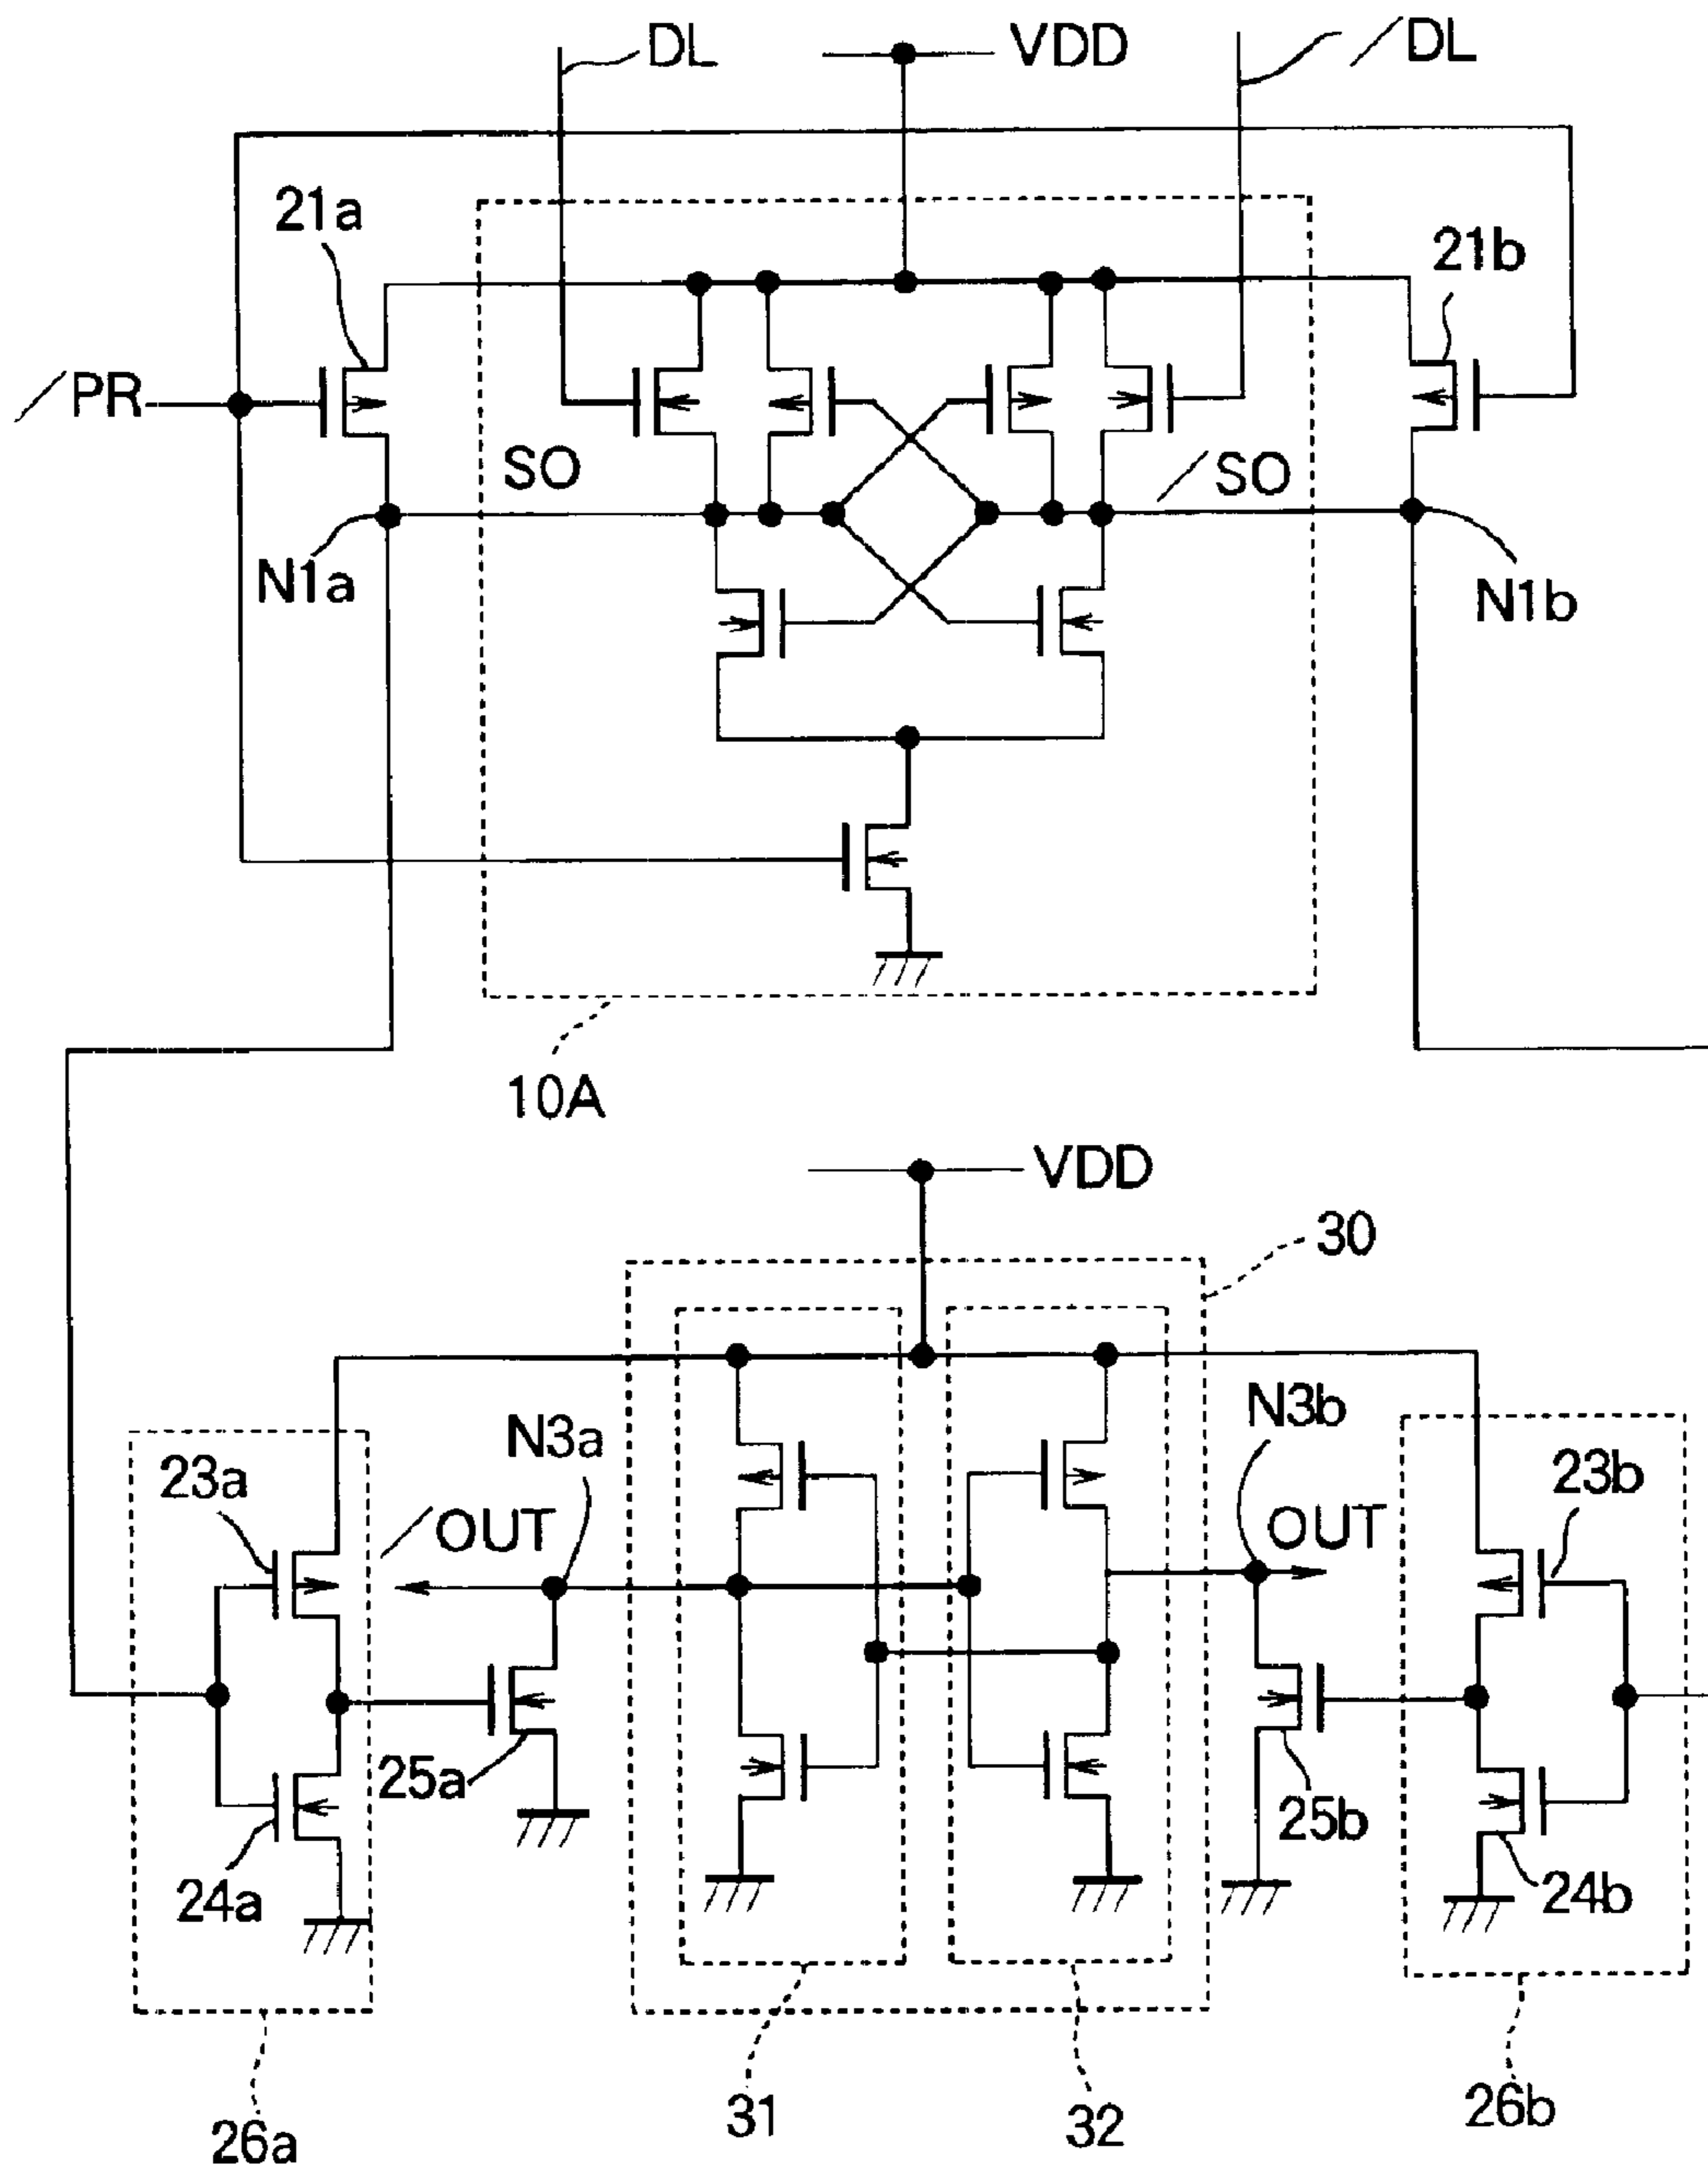 DL
VDD
/DL
21a
21b
/PR
SO
/SO
N1a
N1b
10A
VDD
30
N3a
N3b
23a
/OUT
OUT
23b
25a
25b
24a
24b
31
32
26a
26b